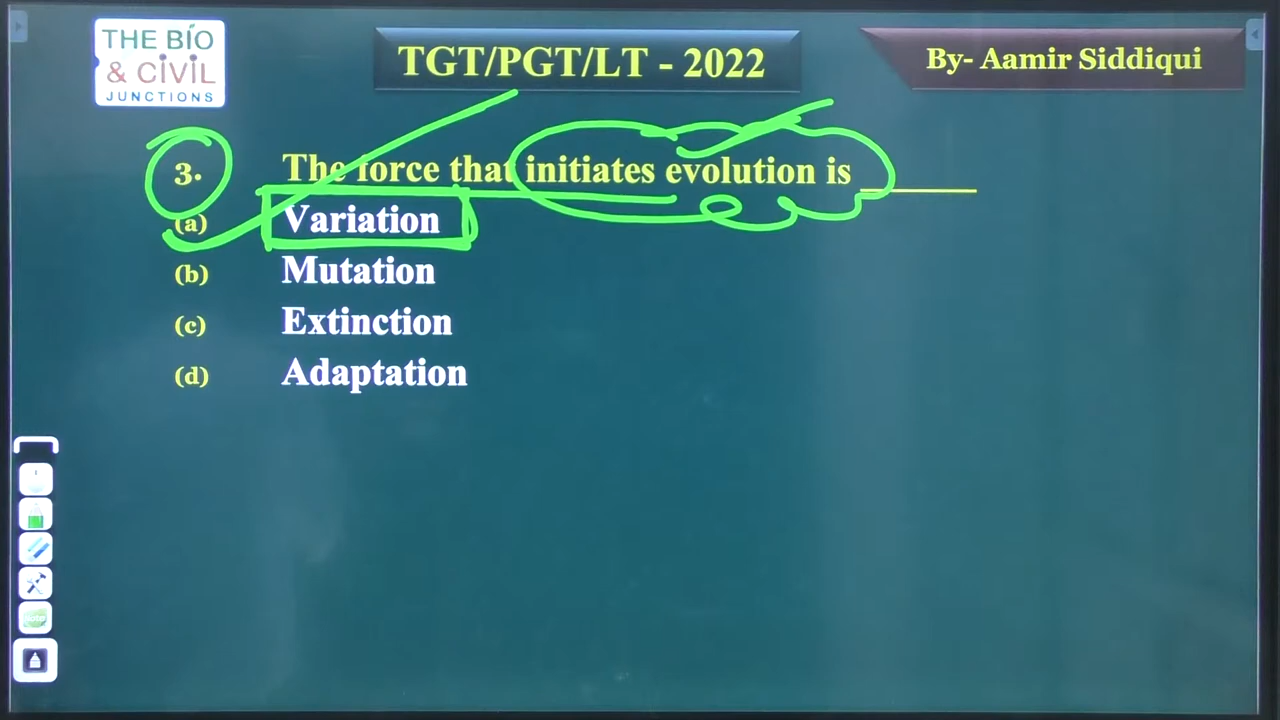 THE BIO
& CIVIL
JUNCTIONS
TGT/PGT/LT - 2022
By- Aamir Siddiqui
3. The force that initiates evolution is ________
(a) Variation
(b) Mutation
(c) Extinction
(d) Adaptation